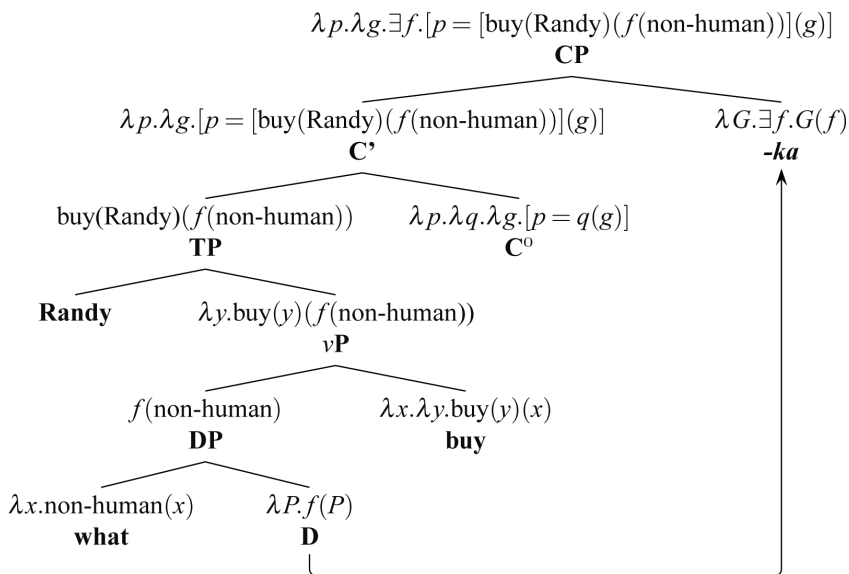 λp.λg.∃f.[p = [buy(Randy)(f(non-human))](g)]
CP
λp.λg.[p = [buy(Randy)(f(non-human))](g)] λG.∃f.G(f)
C’ -ka
buy(Randy)(f(non-human)) λp.λq.λg.[p = q(g)]
TP C⁰
Randy λy.buy(y)(f(non-human))
vP
f(non-human) λx.λy.buy(y)(x)
DP buy
λx.non-human(x) λP.f(P)
what D